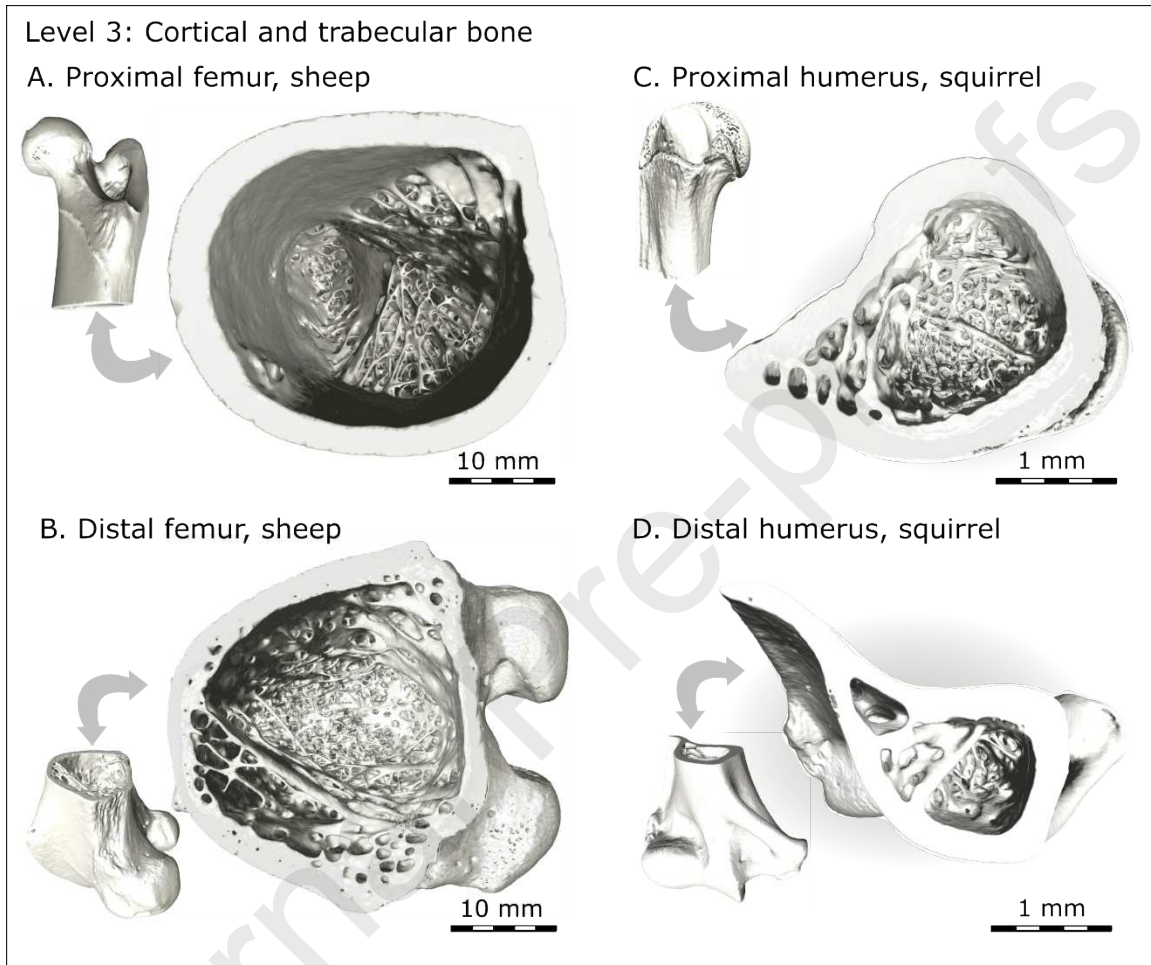 Level 3: Cortical and trabecular bone
A. Proximal femur, sheep
10 mm
B. Distal femur, sheep
10 mm
C. Proximal humerus, squirrel
1 mm
D. Distal humerus, squirrel
1 mm